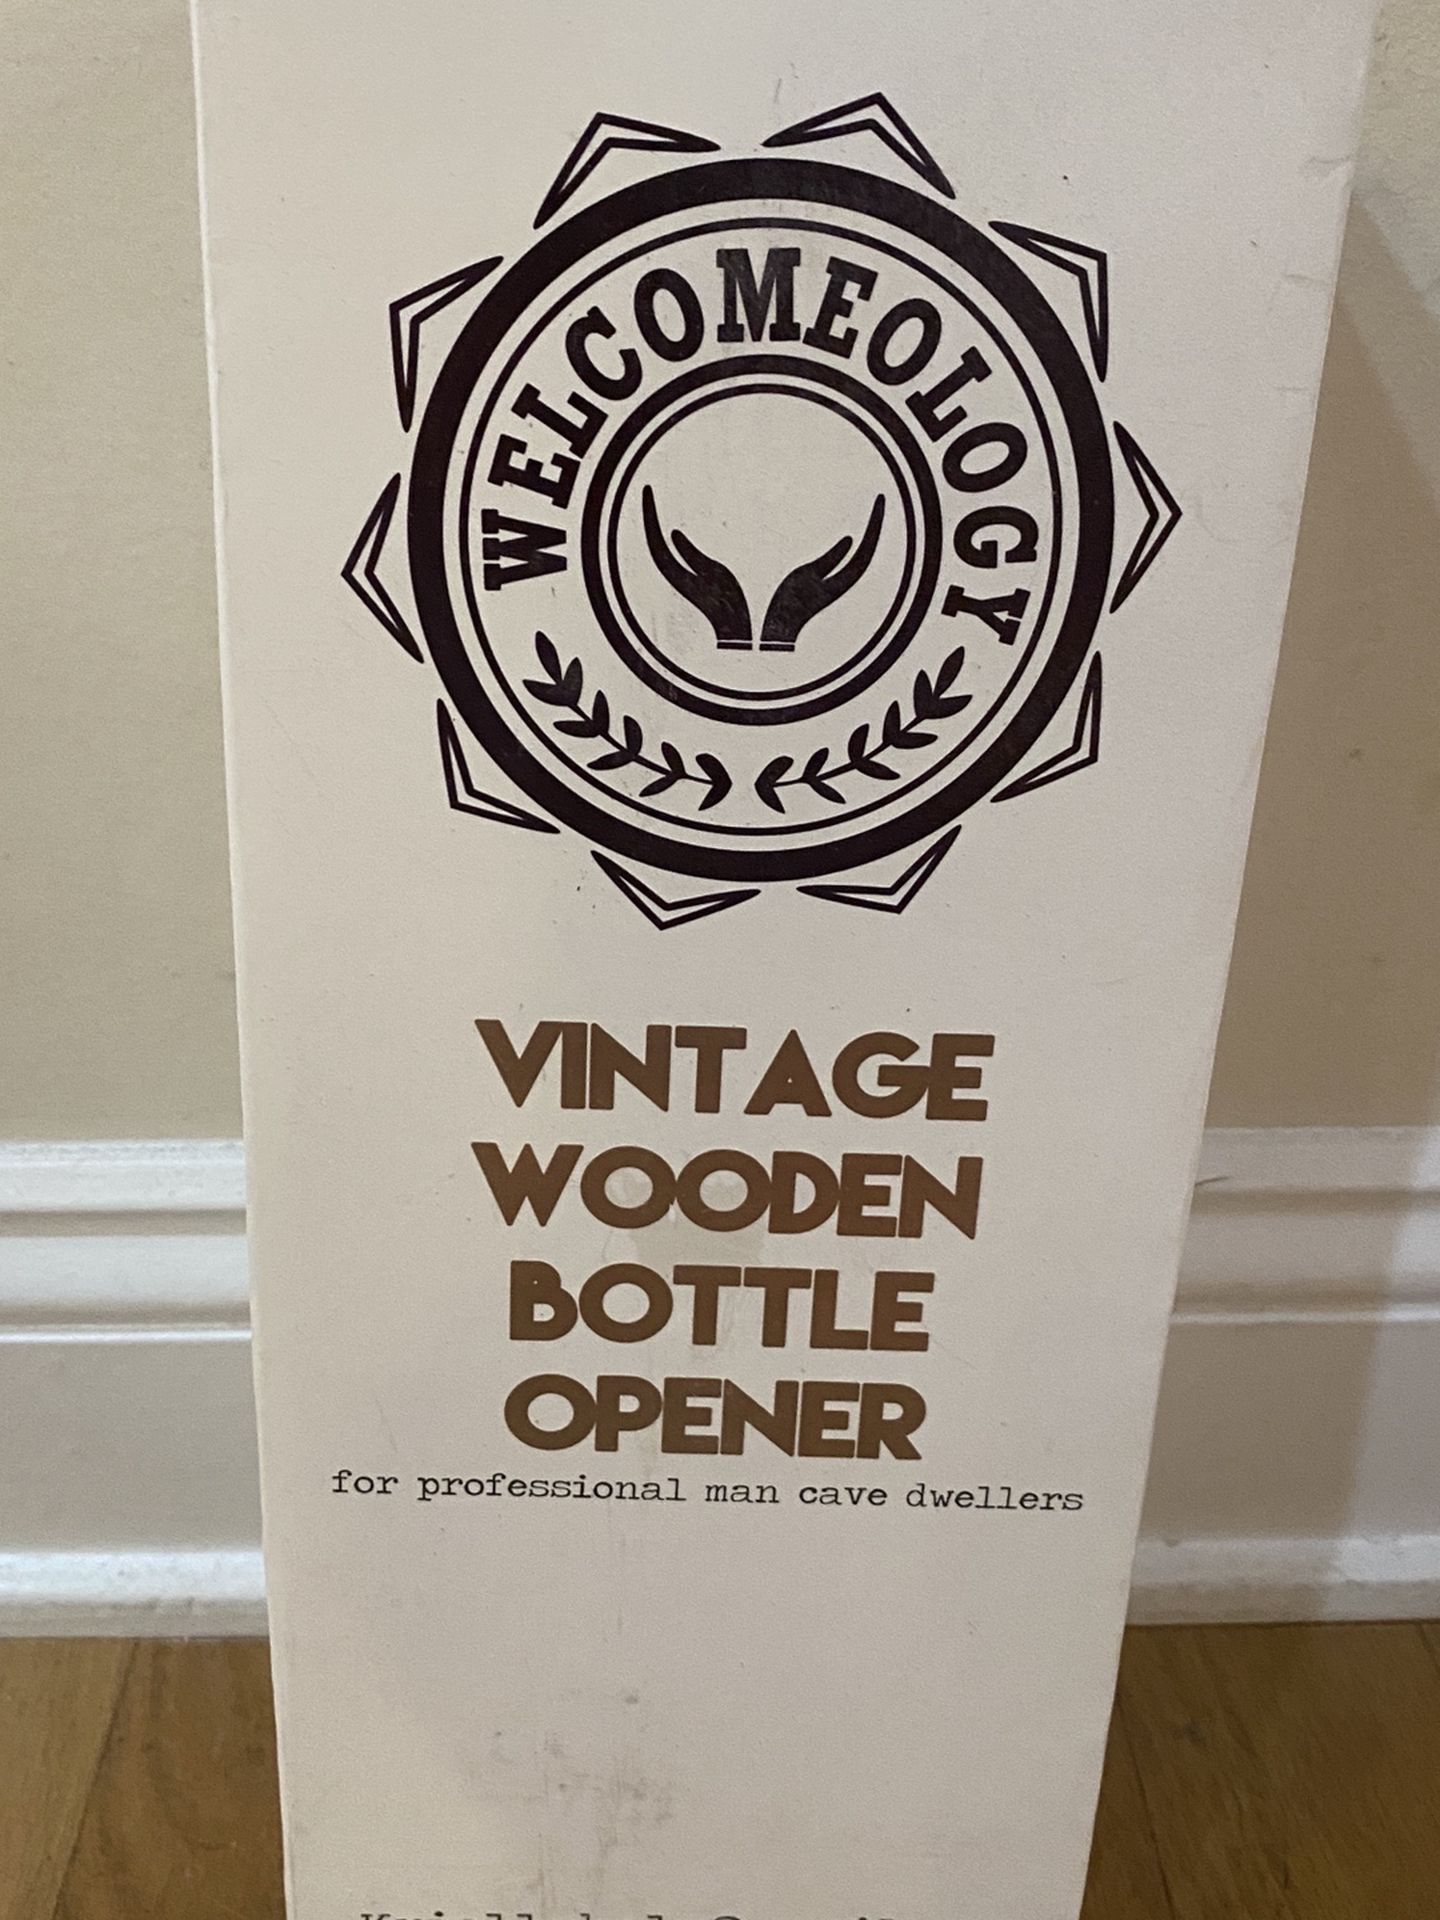 WELCOMEOLOGY
VINTAGE
WOODEN
BOTTLE
OPENER
for professional man cave dwellers